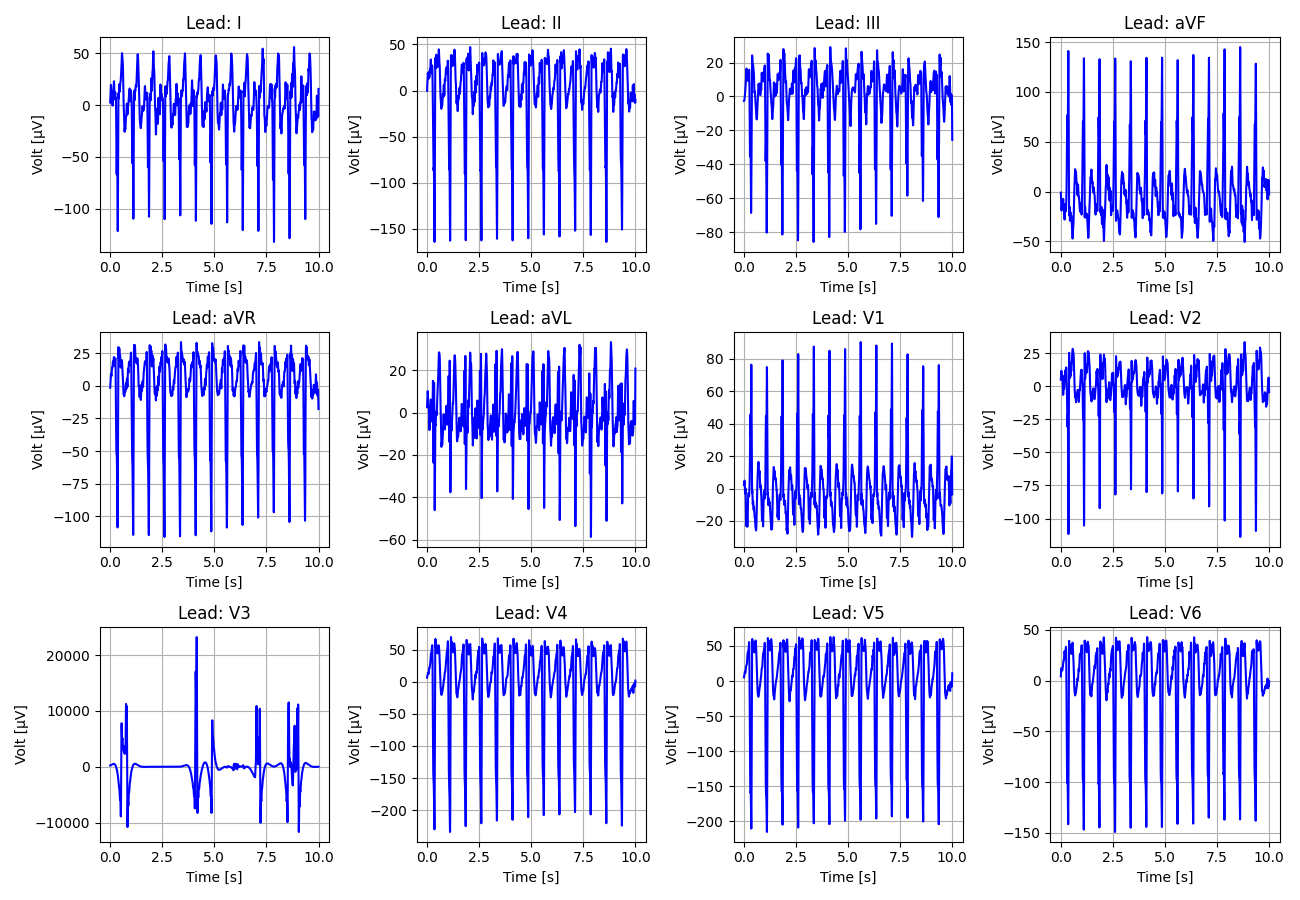 Lead: I
Lead: II
Lead: III
Lead: aVF
Volt [µV]
50
0
−50
−100
0.0 2.5 5.0 7.5 10.0
Time [s]
Volt [µV]
50
0
−50
−100
−150
0.0 2.5 5.0 7.5 10.0
Time [s]
Volt [µV]
20
0
−20
−40
−60
−80
0.0 2.5 5.0 7.5 10.0
Time [s]
Volt [µV]
150
100
50
0
−50
0.0 2.5 5.0 7.5 10.0
Time [s]
Lead: aVR
Lead: aVL
Lead: V1
Lead: V2
Volt [µV]
25
0
−25
−50
−75
−100
0.0 2.5 5.0 7.5 10.0
Time [s]
Volt [µV]
20
0
−20
−40
−60
0.0 2.5 5.0 7.5 10.0
Time [s]
Volt [µV]
80
60
40
20
0
−20
0.0 2.5 5.0 7.5 10.0
Time [s]
Volt [µV]
25
0
−25
−50
−75
−100
0.0 2.5 5.0 7.5 10.0
Time [s]
Lead: V3
Lead: V4
Lead: V5
Lead: V6
Volt [µV]
20000
10000
0
−10000
0.0 2.5 5.0 7.5 10.0
Time [s]
Volt [µV]
50
0
−50
−100
−150
−200
0.0 2.5 5.0 7.5 10.0
Time [s]
Volt [µV]
50
0
−50
−100
−150
−200
0.0 2.5 5.0 7.5 10.0
Time [s]
Volt [µV]
50
0
−50
−100
−150
0.0 2.5 5.0 7.5 10.0
Time [s]